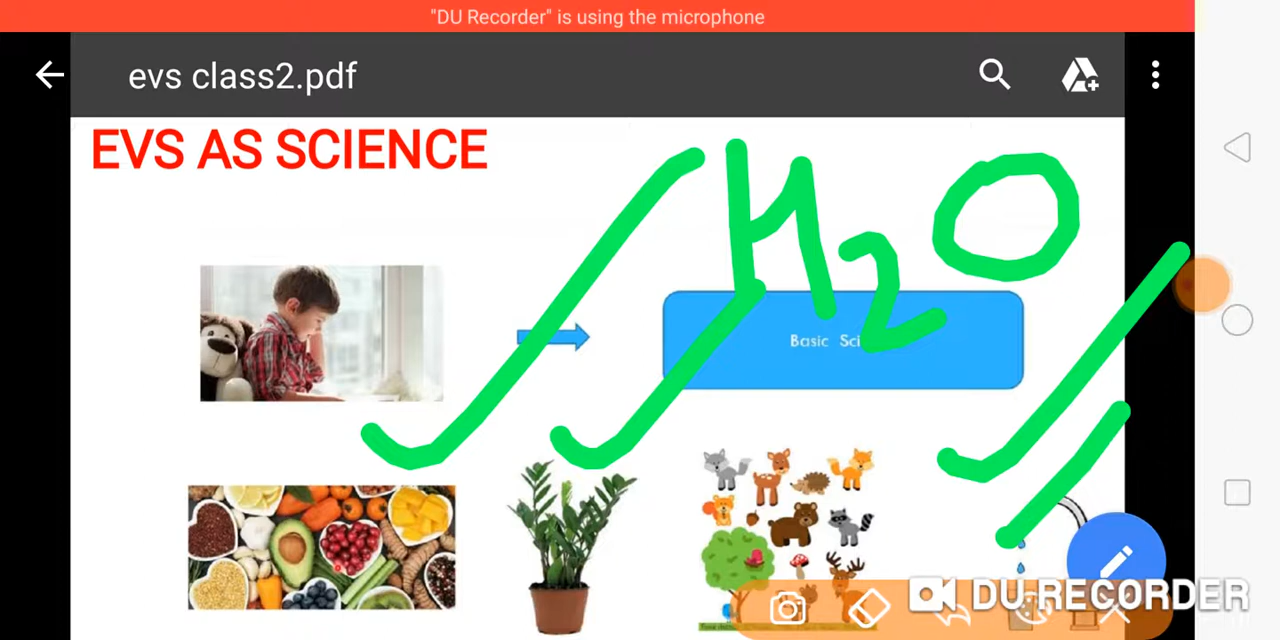 "DU Recorder" is using the microphone
evs class2.pdf
EVS AS SCIENCE
H2O
Basic Sci
DU RECORDER